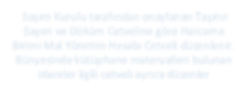 Sayım Kurulu tarafından onaylanan Taşınır
Sayım ve Döküm Cetveline göre Harcama
Birimi Mal Yönetim Hesabı Cetveli düzenlenir.
Bünyesinde kütüphane materyalleri bulunan
idareler ilgili cetveli ayrıca düzenler